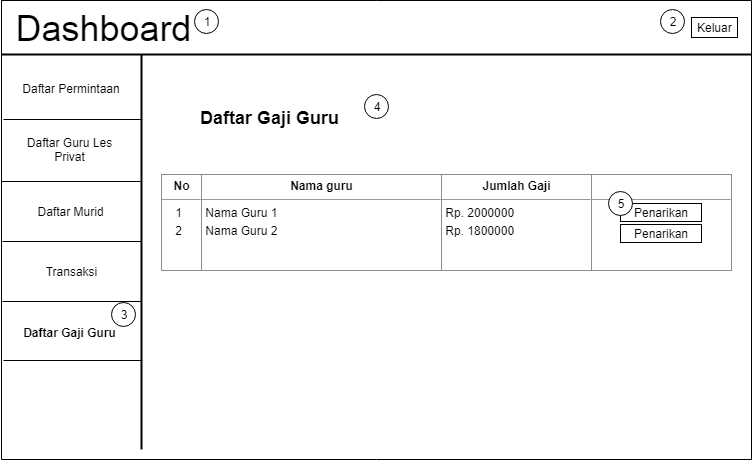 Dashboard 1
2 Keluar
Daftar Permintaan
Daftar Guru Les
Privat
Daftar Murid
Transaksi
3
Daftar Gaji Guru
4
Daftar Gaji Guru
No Nama guru Jumlah Gaji
5
1 Nama Guru 1 Rp. 2000000 Penarikan
2 Nama Guru 2 Rp. 1800000 Penarikan